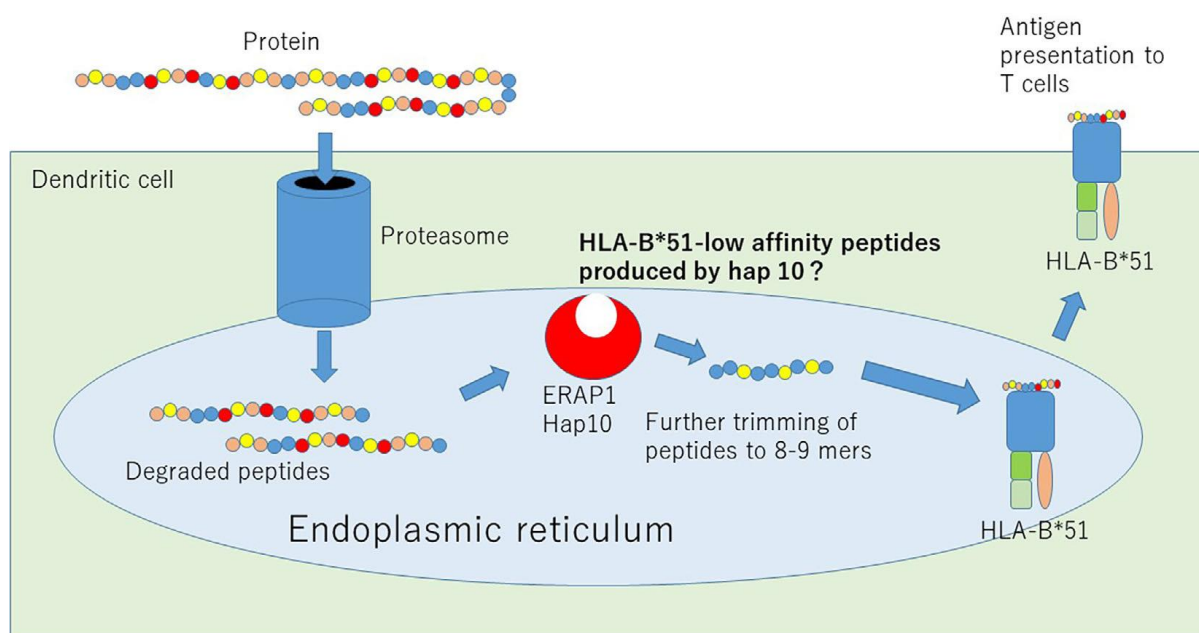 Protein
Antigen
presentation to
T cells
Dendritic cell
Proteasome
HLA-B*51-low affinity peptides
produced by hap 10？
HLA-B*51
ERAP1
Hap10
Further trimming of
peptides to 8-9 mers
Degraded peptides
Endoplasmic reticulum
HLA-B*51